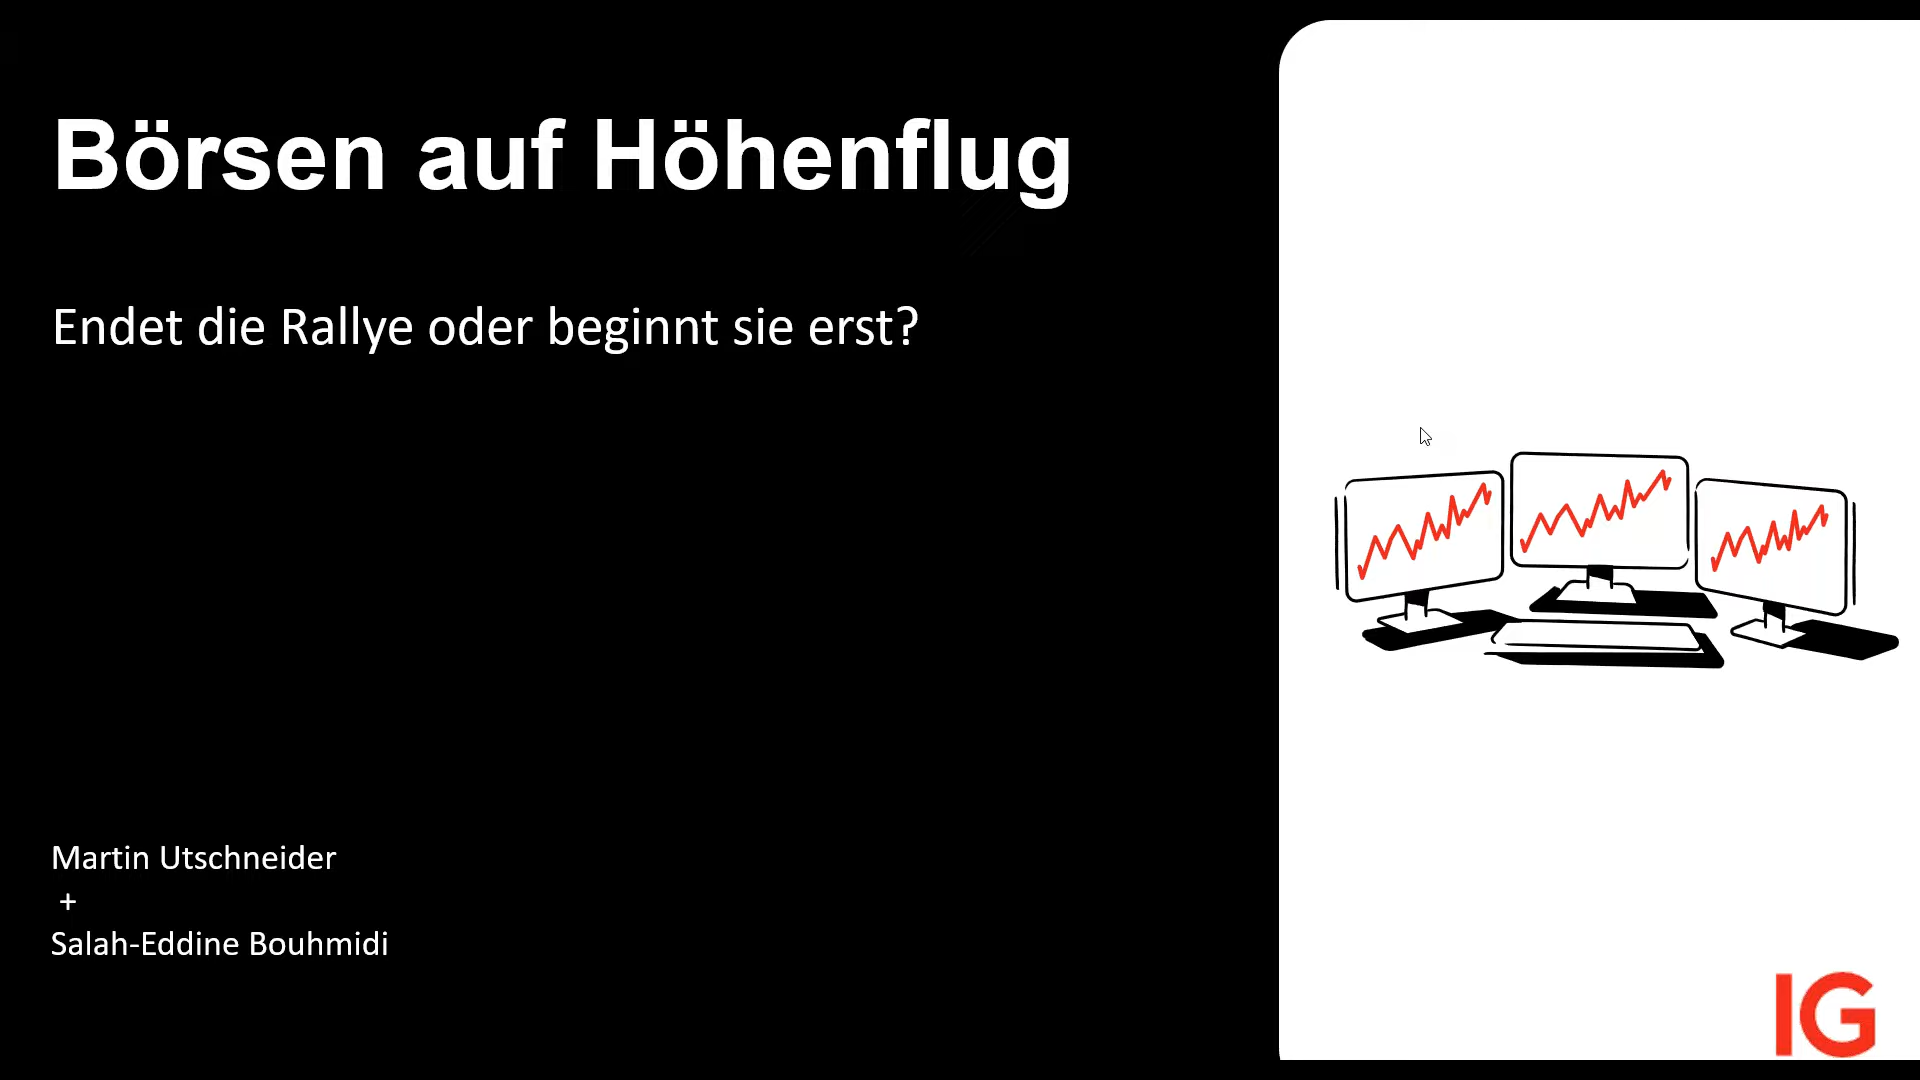 Börsen auf Höhenflug
Endet die Rallye oder beginnt sie erst?
Martin Utschneider
+
Salah-Eddine Bouhmidi
IG